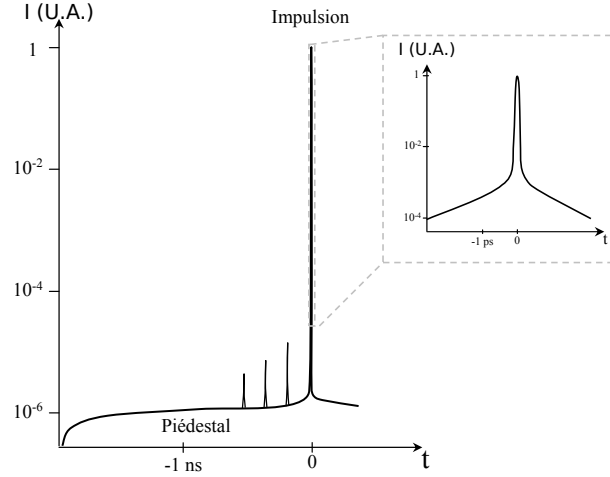 I (U.A.)
Impulsion
1
10-2
10-4
10-6
Piédestal
-1 ns
0
t
I (U.A.)
1
10-2
10-4
-1 ps
0
t